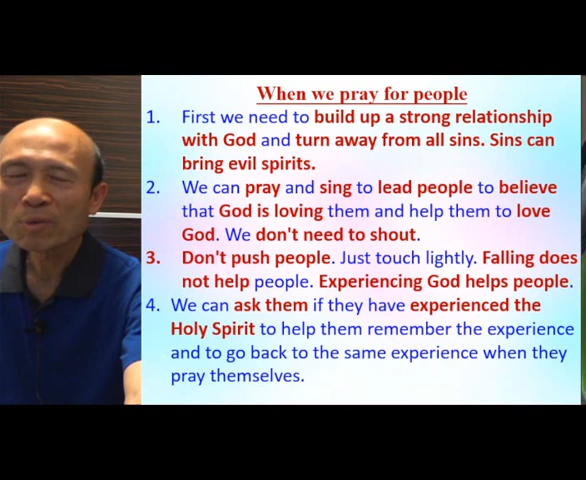 When we pray for people
1. First we need to build up a strong relationship
with God and turn away from all sins. Sins can
bring evil spirits.
2. We can pray and sing to lead people to believe
that God is loving them and help them to love
God. We don't need to shout.
3. Don't push people. Just touch lightly. Falling does
not help people. Experiencing God helps people.
4. We can ask them if they have experienced the
Holy Spirit to help them remember the experience
and to go back to the same experience when they
pray themselves.